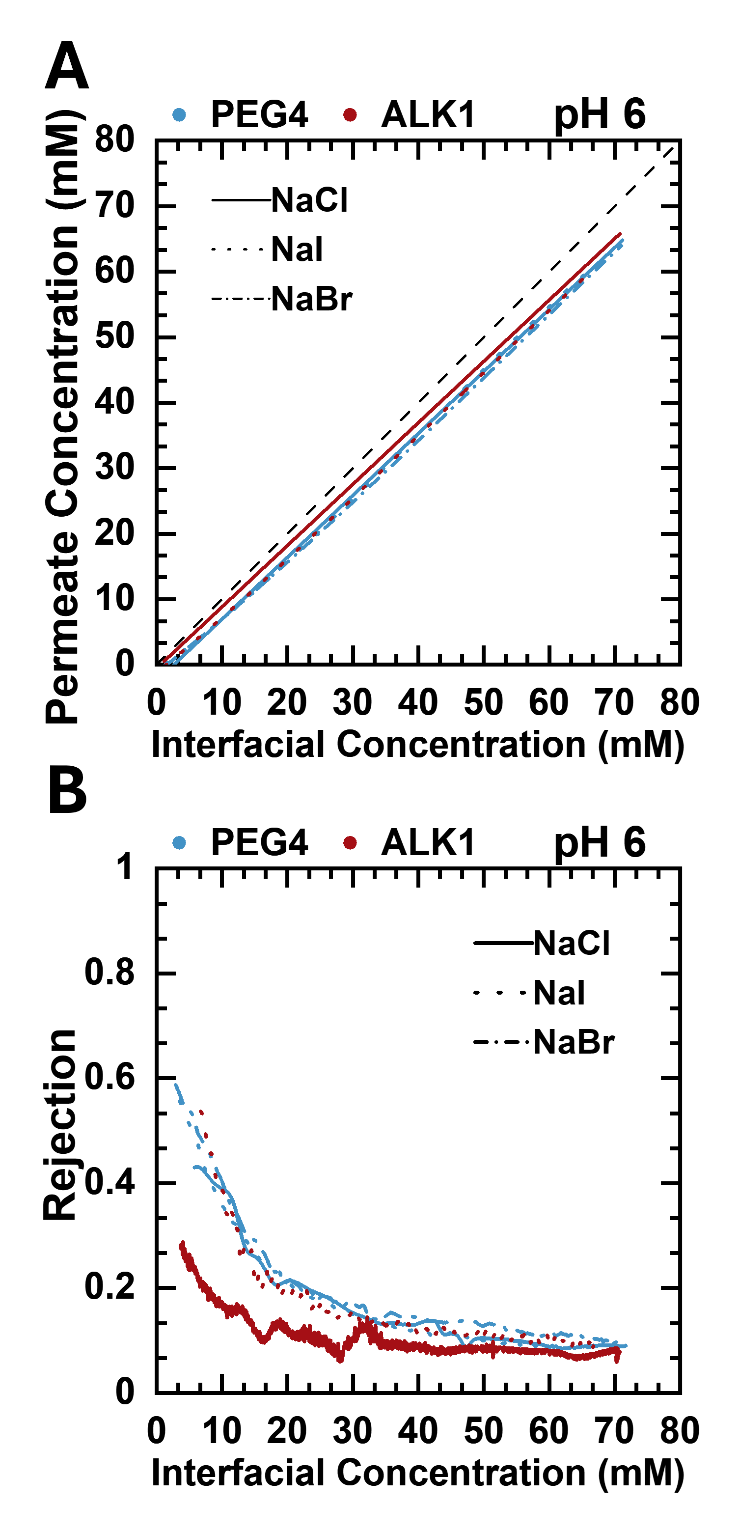 A
PEG4 ALK1 pH 6
Permeate Concentration (mM)
80
70
60
50
40
30
20
10
0
NaCl
NaI
NaBr
0 10 20 30 40 50 60 70 80
Interfacial Concentration (mM)
B
PEG4 ALK1 pH 6
Rejection
1
0.8
0.6
0.4
0.2
0
NaCl
NaI
NaBr
0 10 20 30 40 50 60 70 80
Interfacial Concentration (mM)